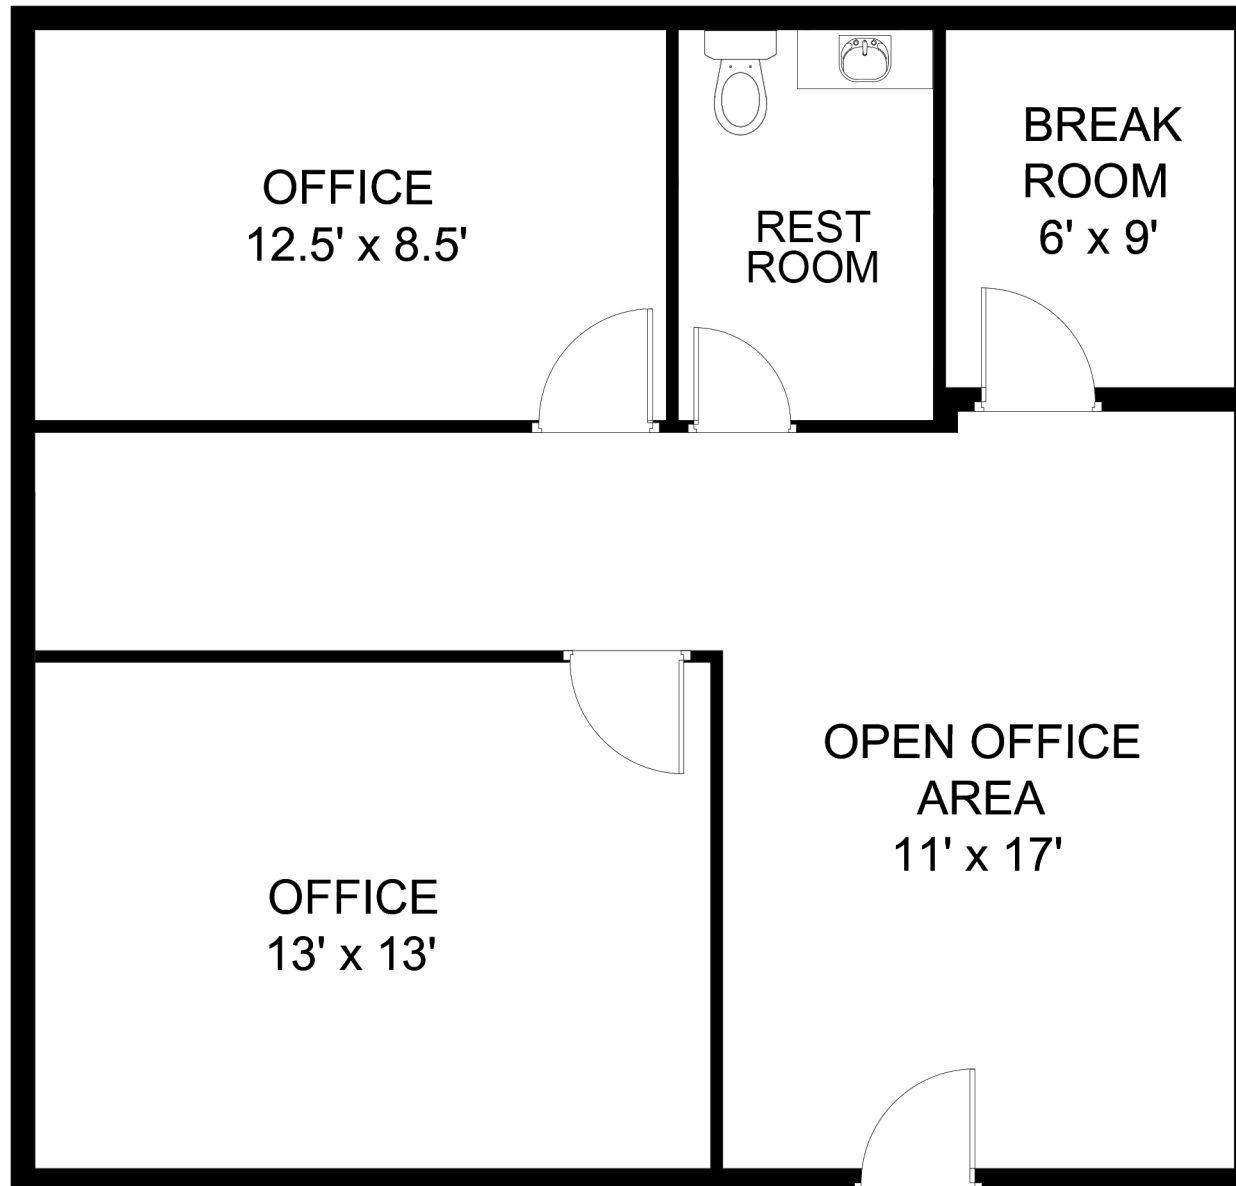 OFFICE
12.5' x 8.5'
REST
ROOM
BREAK
ROOM
6' x 9'
OPEN OFFICE
AREA
11' x 17'
OFFICE
13' x 13'